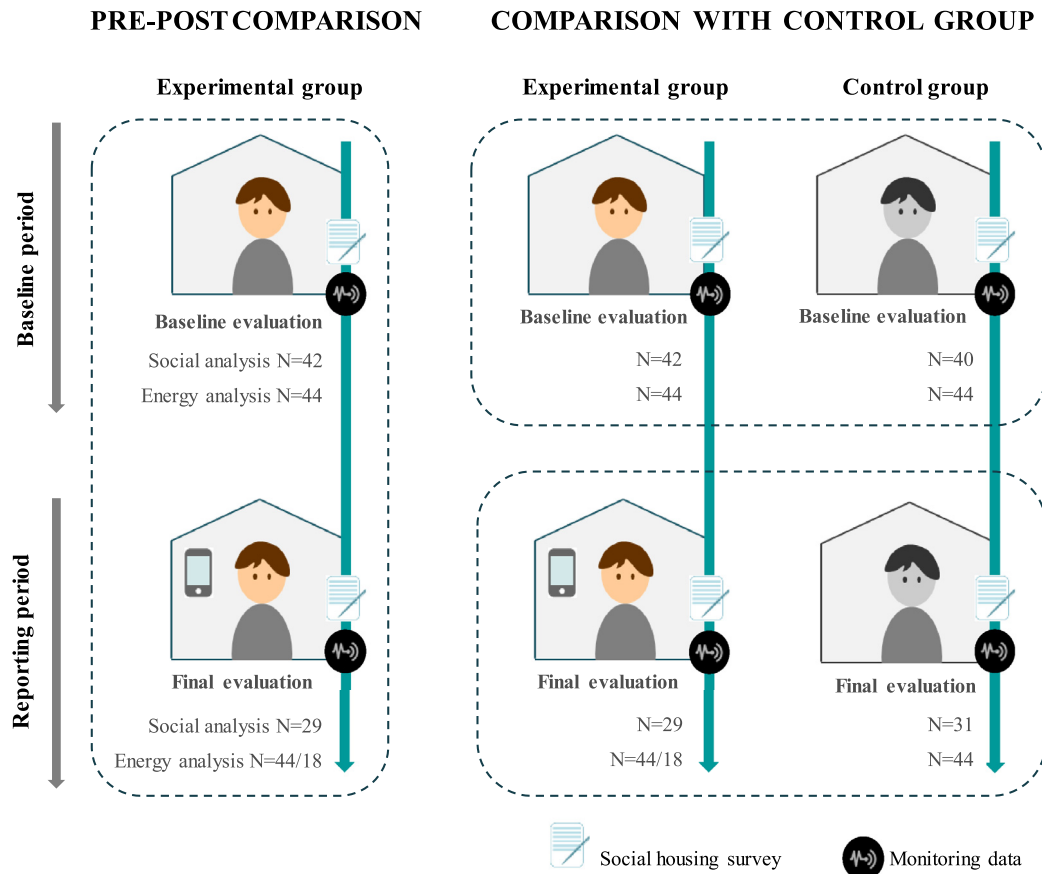 PRE-POST COMPARISON
COMPARISON WITH CONTROL GROUP
Experimental group
Experimental group
Control group
Baseline period
Baseline evaluation
Baseline evaluation
Baseline evaluation
Social analysis N=42
N=42
N=40
Energy analysis N=44
N=44
N=44
Reporting period
Final evaluation
Final evaluation
Final evaluation
Social analysis N=29
N=29
N=31
Energy analysis N=44/18
N=44/18
N=44
Social housing survey
Monitoring data